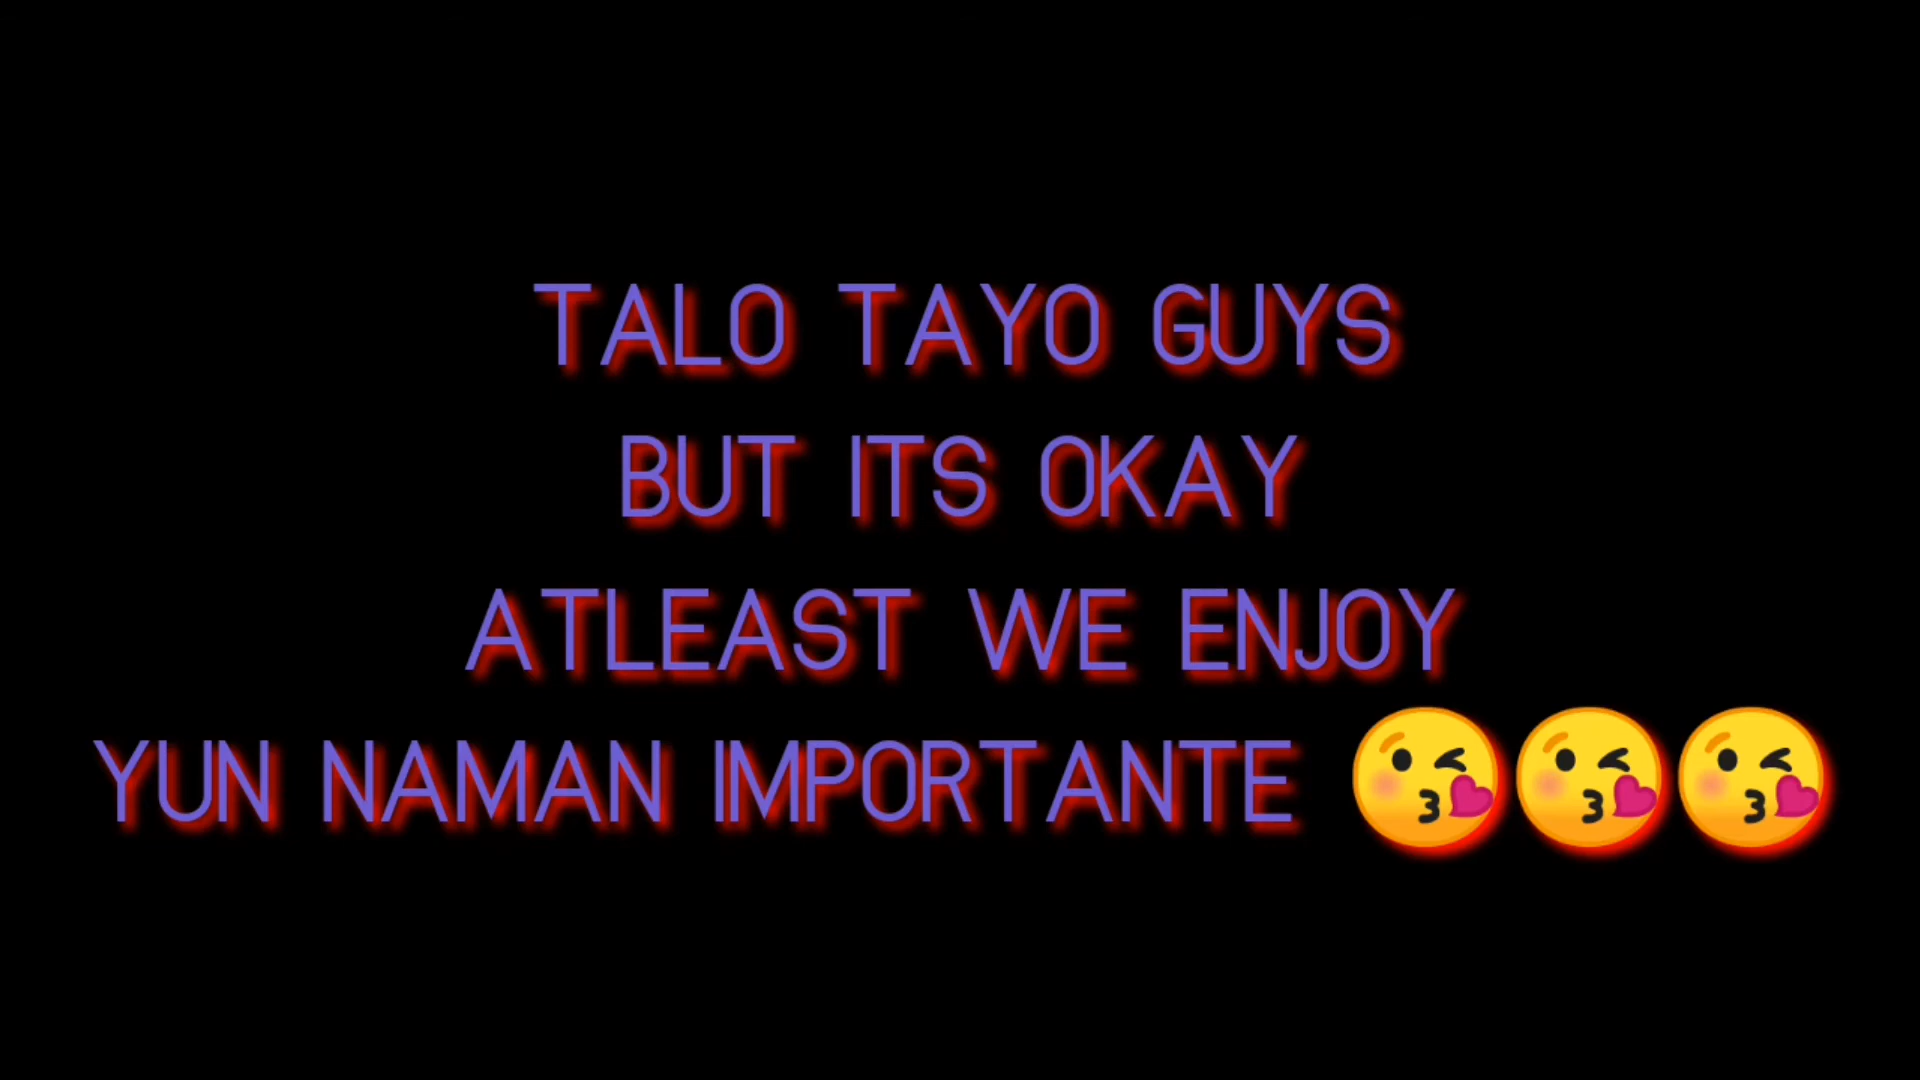 TALO TAYO GUYS
BUT ITS OKAY
ATLEAST WE ENJOY
YUN NAMAN IMPORTANTE 😘😘😘